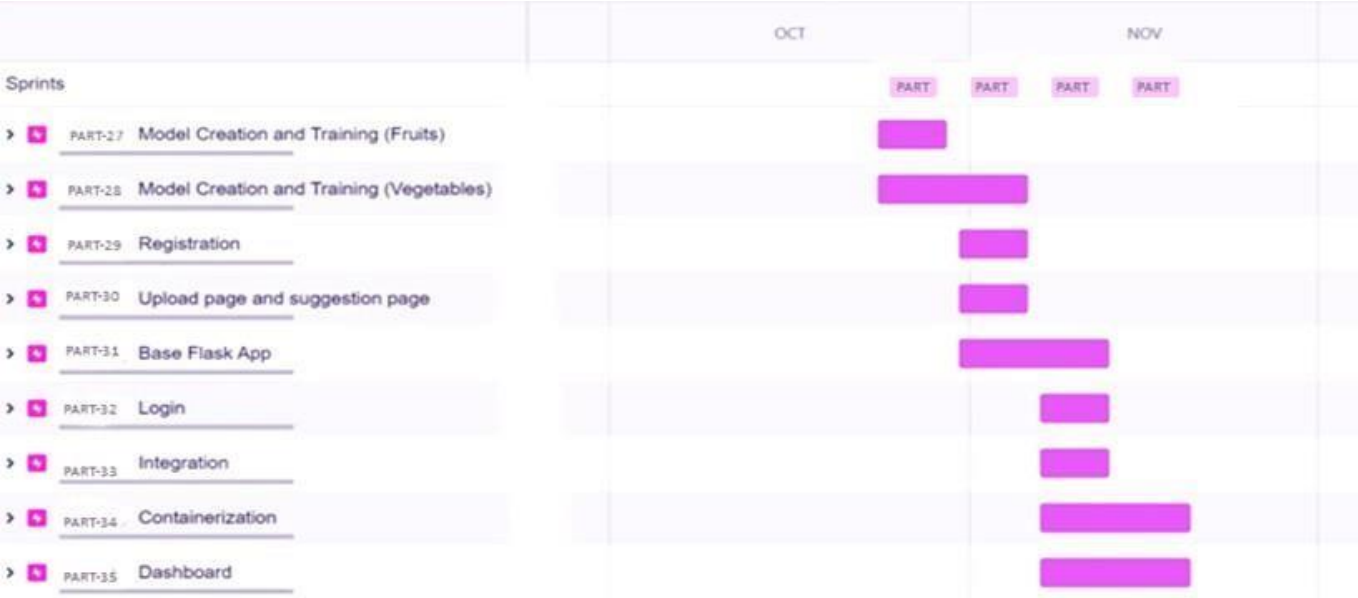 OCT NOV
Sprints PART PART PART PART
PART-27 Model Creation and Training (Fruits)
PART-28 Model Creation and Training (Vegetables)
PART-29 Registration
PART-30 Upload page and suggestion page
PART-31 Base Flask App
PART-32 Login
PART-33 Integration
PART-34 Containerization
PART-35 Dashboard